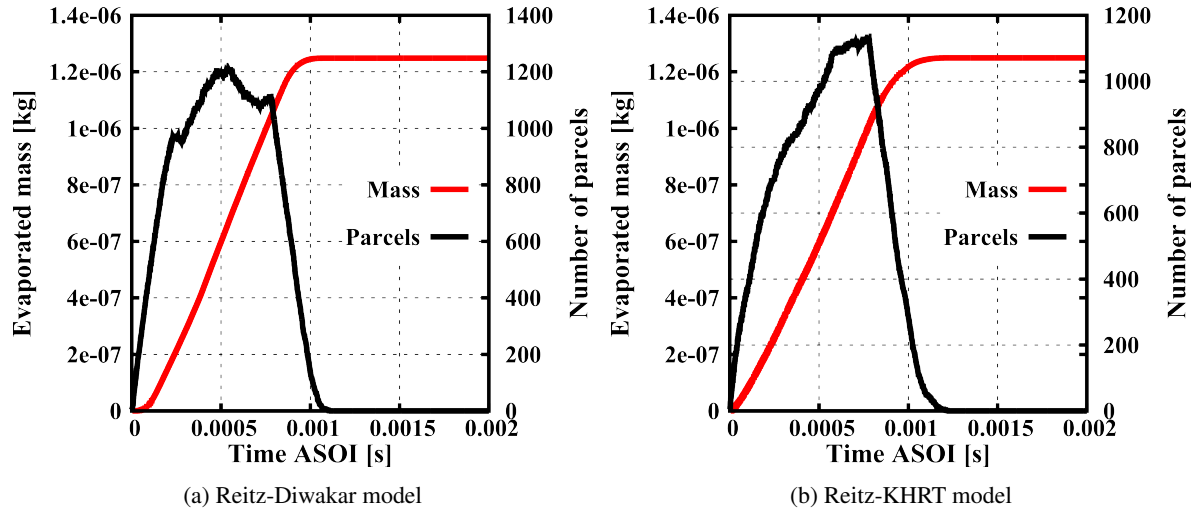 Evaporated mass [kg]
1.4e-06
1.2e-06
1e-06
8e-07
6e-07
4e-07
2e-07
0
Mass
Parcels
1400
1200
1000
800
600
400
200
0
Number of parcels
0 0.0005 0.001 0.0015 0.002
Time ASOI [s]
(a) Reitz-Diwakar model
Evaporated mass [kg]
1.4e-06
1.2e-06
1e-06
8e-07
6e-07
4e-07
2e-07
0
Mass
Parcels
1200
1000
800
600
400
200
0
Number of parcels
0 0.0005 0.001 0.0015 0.002
Time ASOI [s]
(b) Reitz-KHRT model